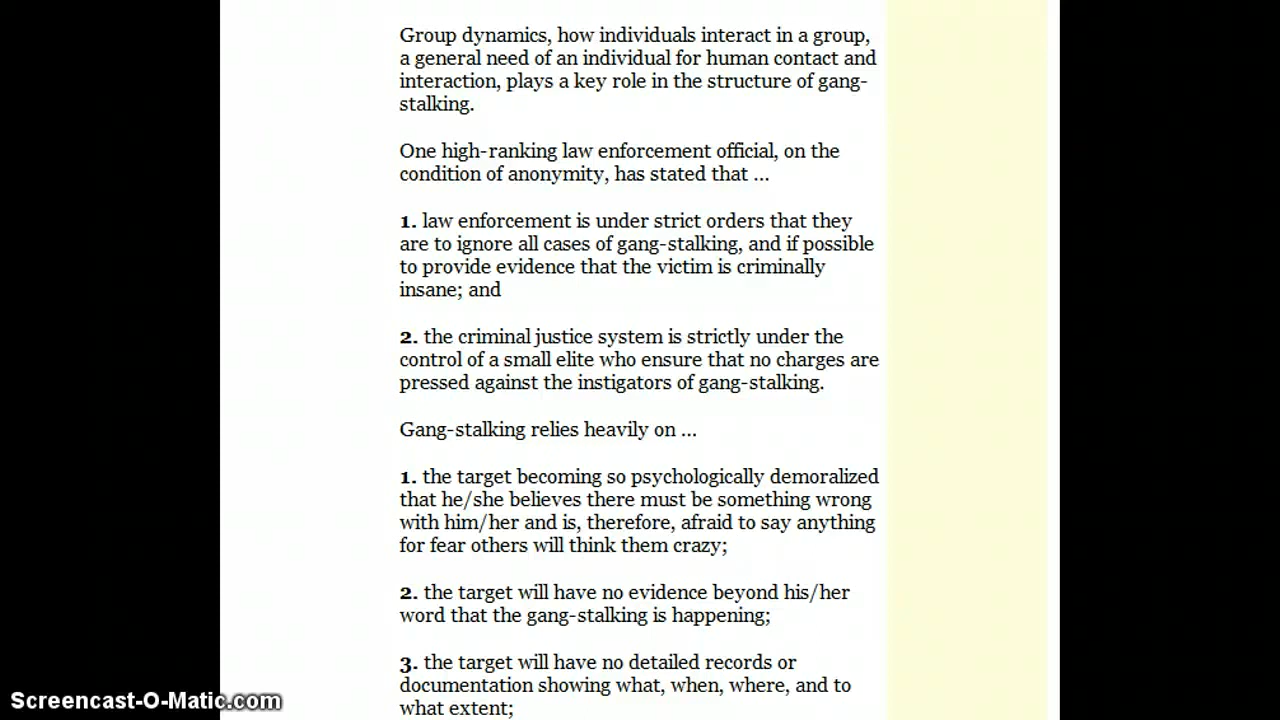 Group dynamics, how individuals interact in a group,
a general need of an individual for human contact and
interaction, plays a key role in the structure of gang-
stalking.
One high-ranking law enforcement official, on the
condition of anonymity, has stated that ...
1. law enforcement is under strict orders that they
are to ignore all cases of gang-stalking, and if possible
to provide evidence that the victim is criminally
insane; and
2. the criminal justice system is strictly under the
control of a small elite who ensure that no charges are
pressed against the instigators of gang-stalking.
Gang-stalking relies heavily on ...
1. the target becoming so psychologically demoralized
that he/she believes there must be something wrong
with him/her and is, therefore, afraid to say anything
for fear others will think them crazy;
2. the target will have no evidence beyond his/her
word that the gang-stalking is happening;
3. the target will have no detailed records or
documentation showing what, when, where, and to
what extent;
Screencast-O-Matic.com